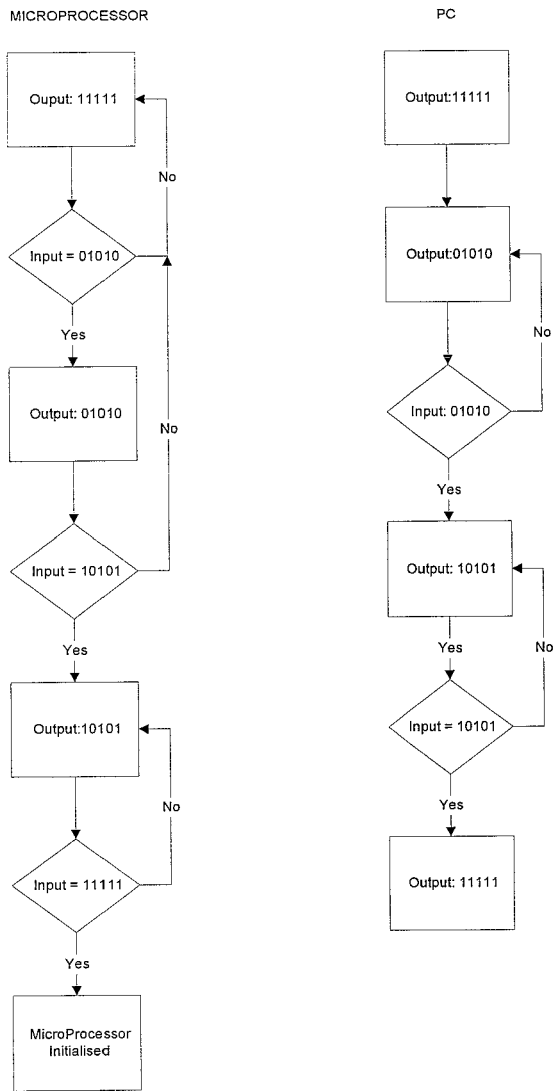 MICROPROCESSOR
Ouput: 11111
No
Input = 01010
Yes
Output: 01010
No
Input = 10101
Yes
Output:10101
No
Input = 11111
Yes
MicroProcessor
Initialised
PC
Output:11111
Output:01010
No
Input: 01010
Yes
Output: 10101
Yes
No
Input = 10101
Yes
Output: 11111